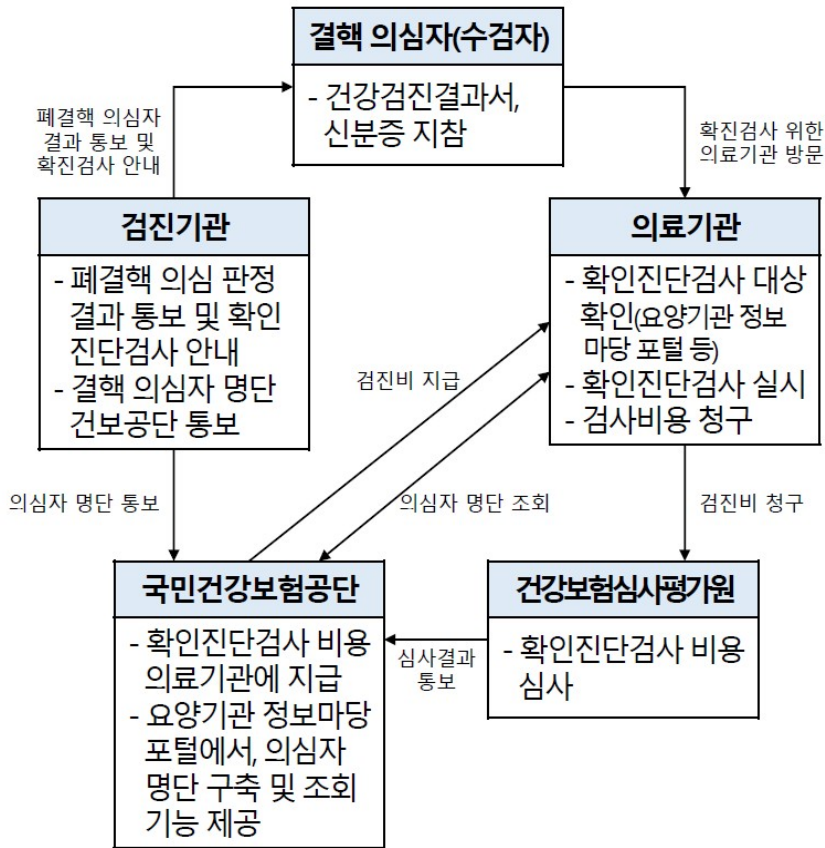 결핵 의심자(수검자)
- 건강검진결과서,
신분증 지참
폐결핵 의심자
결과 통보 및
확진검사 안내
확진검사 위한
의료기관 방문
검진기관
- 폐결핵 의심 판정
결과 통보 및 확인
진단검사 안내
- 결핵 의심자 명단
건보공단 통보
의료기관
- 확인진단검사 대상
확인(요양기관 정보
마당 포털 등)
- 확인진단검사 실시
- 검사비용 청구
검진비 지급
의심자 명단 통보
의심자 명단 조회
검진비 청구
국민건강보험공단
- 확인진단검사 비용
의료기관에 지급
- 요양기관 정보마당
포털에서, 의심자
명단 구축 및 조회
기능 제공
심사결과
통보
건강보험심사평가원
- 확인진단검사 비용
심사